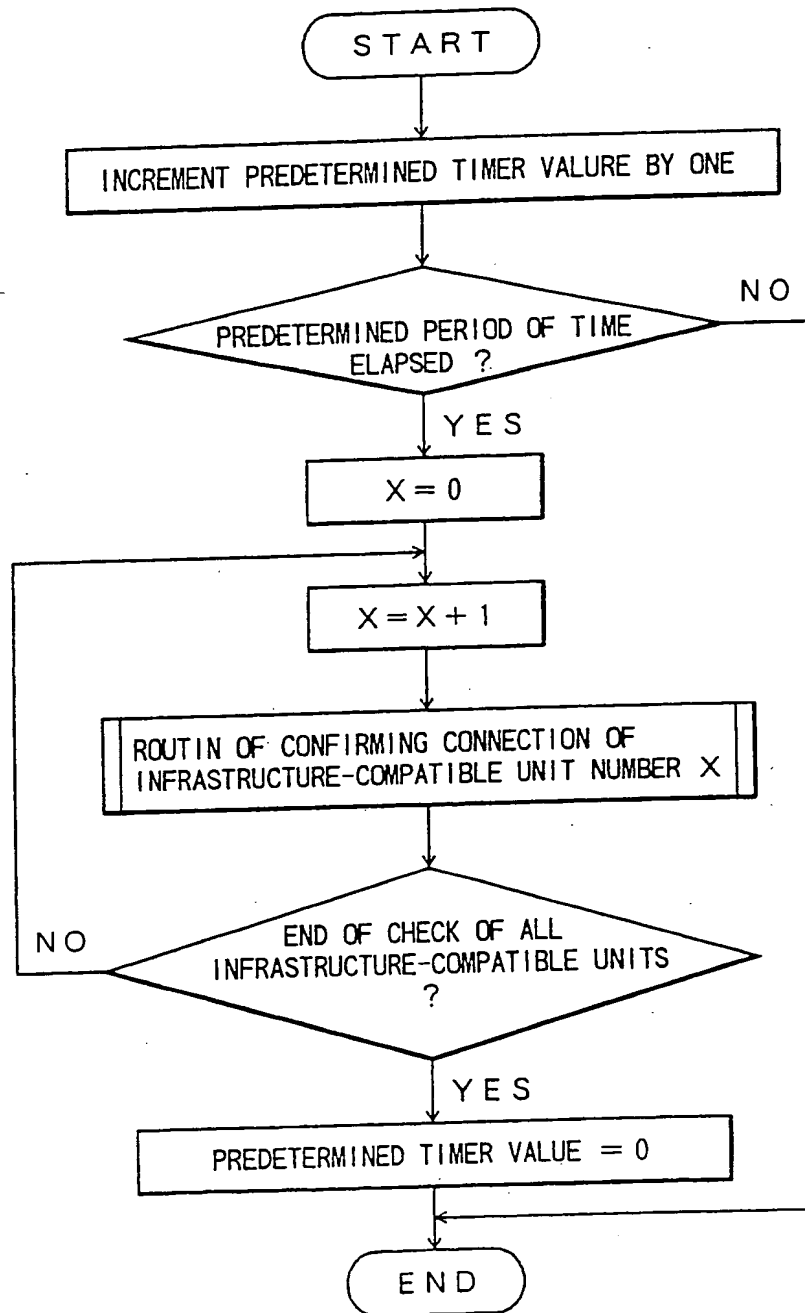 START
INCREMENT PREDETERMINED TIMER VALURE BY ONE
PREDETERMINED PERIOD OF TIME
ELAPSED ?
NO
YES
X = 0
X = X + 1
ROUTIN OF CONFIRMING CONNECTION OF
INFRASTRUCTURE-COMPATIBLE UNIT NUMBER X
END OF CHECK OF ALL
INFRASTRUCTURE-COMPATIBLE UNITS
?
NO
YES
PREDETERMINED TIMER VALUE = 0
END